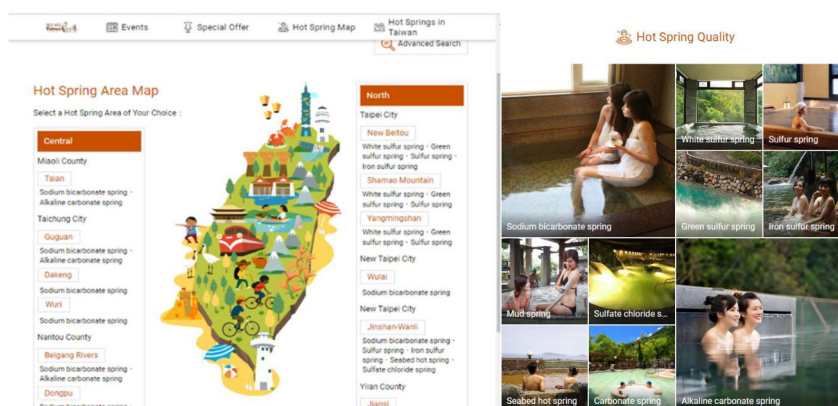 Events
Special Offer
Hot Spring Map
Hot Springs in
Taiwan
Advanced Search
Hot Spring Area Map
Select a Hot Spring Area of Your Choice :
Central
Miaoli County
Taian
Sodium bicarbonate spring・
Alkaline carbonate spring
Taichung City
Guguan
Sodium bicarbonate spring・
Alkaline carbonate spring
Dakeng
Sodium bicarbonate spring
Wuri
Sodium bicarbonate spring
Nantou County
Beigang Rivers
Sodium bicarbonate spring・
Alkaline carbonate spring
Dongpu
Sodium bicarbonate spring
North
Taipei City
New Beitou
White sulfur spring・Green
sulfur spring・Sulfur spring・
Iron sulfur spring
Shamao Mountain
White sulfur spring・Green
sulfur spring・Sulfur spring
Yangmingshan
White sulfur spring・Green
sulfur spring・Sulfur spring
New Taipei City
Wulai
Sodium bicarbonate spring
New Taipei City
Jinshan-Wanli
Sodium bicarbonate spring・
Sulfur spring・Iron sulfur
spring・Seabed hot spring・
Sulfate chloride spring
Yilan County
Jiaosi
Hot Spring Quality
Sodium bicarbonate spring
White sulfur spring
Sulfur spring
Green sulfur spring
Iron sulfur spring
Mud spring
Sulfate chloride s...
Seabed hot spring
Carbonate spring
Alkaline carbonate spring